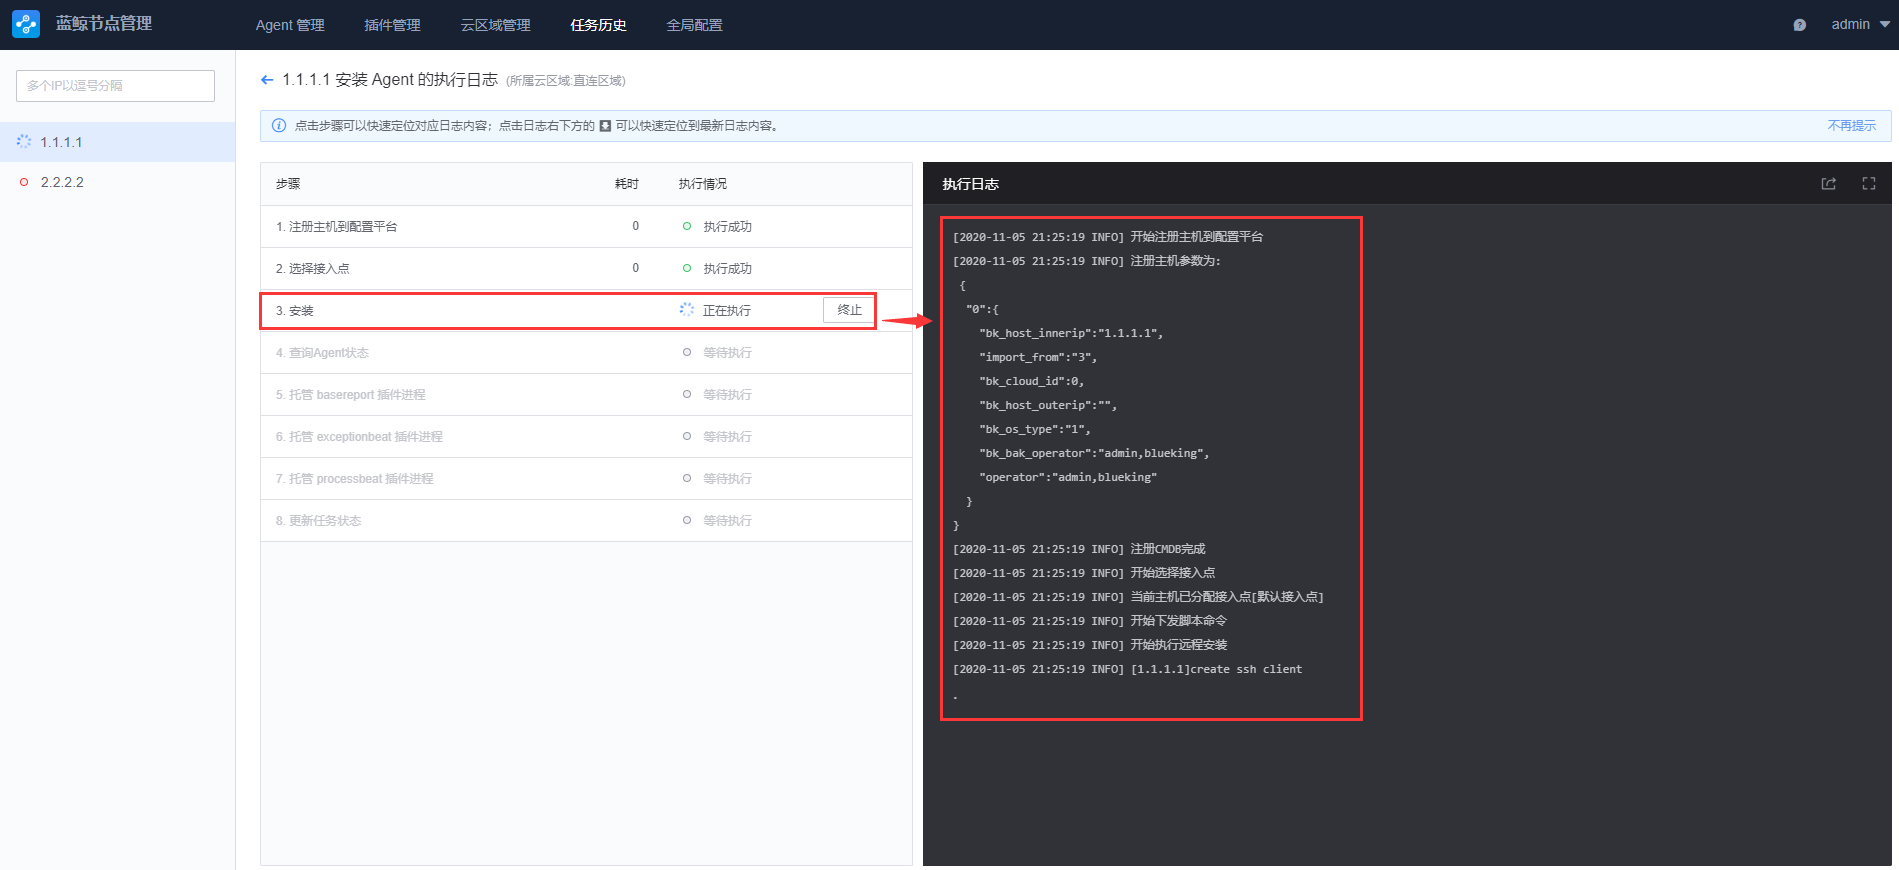 蓝鲸节点管理
Agent 管理
插件管理
云区域管理
任务历史
全局配置
admin
多个IP以逗号分隔
1.1.1.1
2.2.2.2
1.1.1.1 安装 Agent 的执行日志 (所属云区域:直连区域)
点击步骤可以快速定位对应日志内容；点击日志右下方的 可以快速定位到最新日志内容。
不再提示
步骤 耗时 执行情况
1. 注册主机到配置平台 0 执行成功
2. 选择接入点 0 执行成功
3. 安装 正在执行 终止
4. 查询Agent状态 等待执行
5. 托管 basereport 插件进程 等待执行
6. 托管 exceptionbeat 插件进程 等待执行
7. 托管 processbeat 插件进程 等待执行
8. 更新任务状态 等待执行
执行日志
[2020-11-05 21:25:19 INFO] 开始注册主机到配置平台
[2020-11-05 21:25:19 INFO] 注册主机参数为:
{
"0":{
"bk_host_innerip":"1.1.1.1",
"import_from":"3",
"bk_cloud_id":0,
"bk_host_outerip":"",
"bk_os_type":"1",
"bk_bak_operator":"admin,blueking",
"operator":"admin,blueking"
}
}
[2020-11-05 21:25:19 INFO] 注册CMDB完成
[2020-11-05 21:25:19 INFO] 开始选择接入点
[2020-11-05 21:25:19 INFO] 当前主机已分配接入点[默认接入点]
[2020-11-05 21:25:19 INFO] 开始下发脚本命令
[2020-11-05 21:25:19 INFO] 开始执行远程安装
[2020-11-05 21:25:19 INFO] [1.1.1.1]create ssh client
.